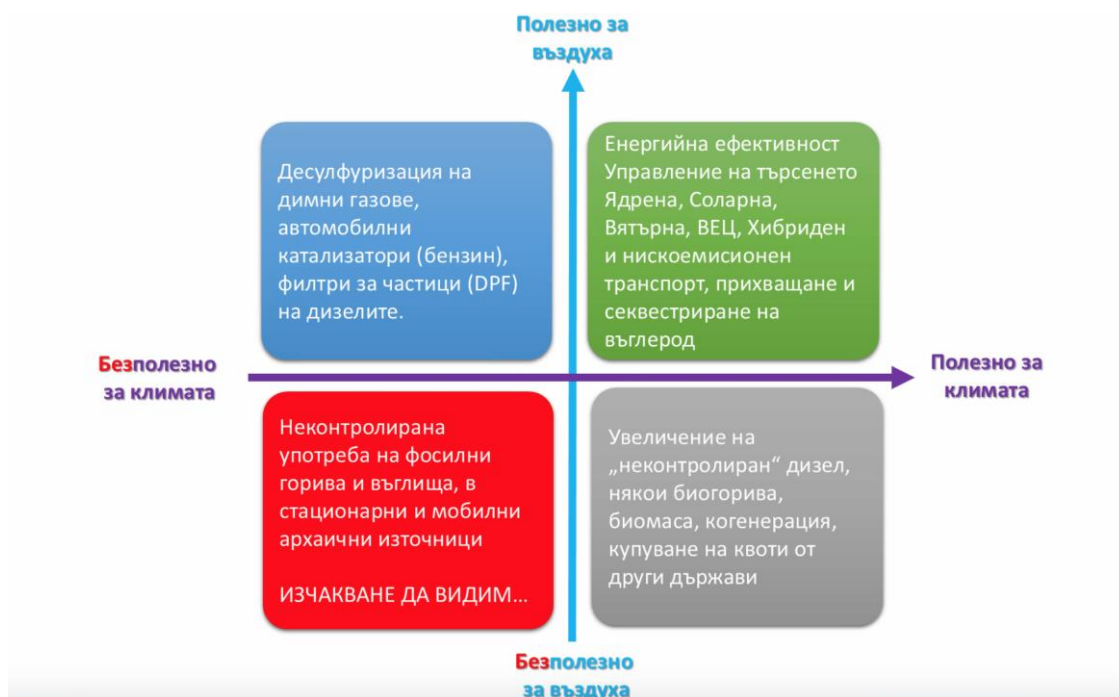 Полезно за
въздуха
Десулфуризация на
димни газове,
автомобилни
катализатори (бензин),
филтри за частици (DPF)
на дизелите.
Енергийна ефективност
Управление на търсенето
Ядрена, Соларна,
Вятърна, ВЕЦ, Хибриден
и нискоемисионен
транспорт, прихващане и
секвестриране на
въглерод
Безполезно
за климата
Полезно за
климата
Неконтролирана
употреба на фосилни
горива и въглища, в
стационарни и мобилни
архаични източници
ИЗЧАКВАНЕ ДА ВИДИМ...
Увеличение на
„неконтролиран“ дизел,
някои биогорива,
биомаса, когенерация,
купуване на квоти от
други държави
Безполезно
за въздуха